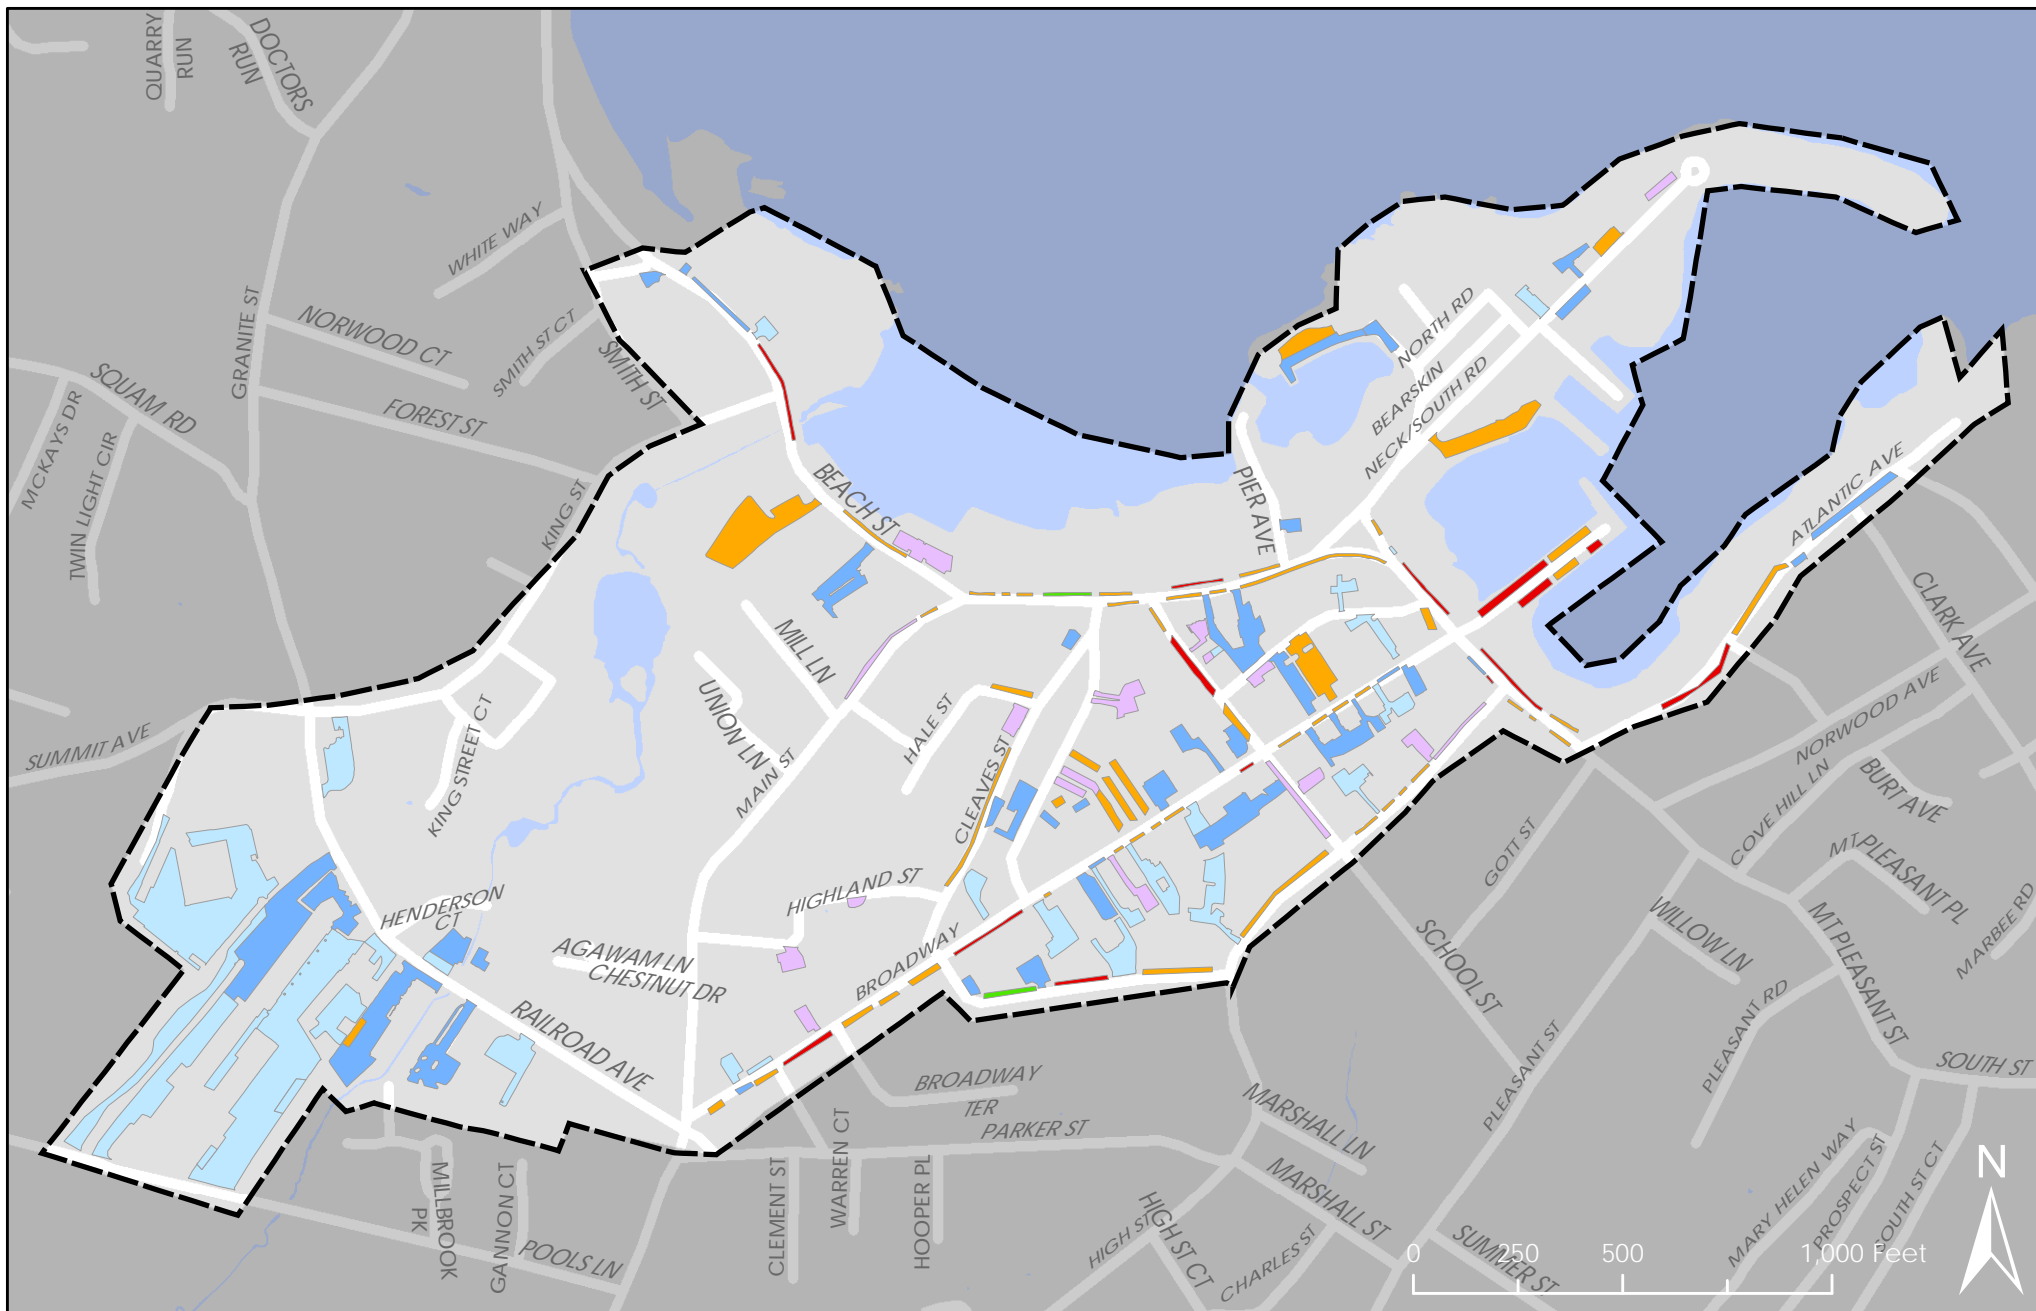 QUARRY
RUN
DOCTORS
RUN
WHITE WAY
GRANITE ST
NORWOOD CT
SMITH ST CT
SMITH ST
SQUAM RD
MCKAYS DR
TWIN LIGHT CIR
FOREST ST
KING ST
BEACH ST
PIER AVE
NORTH RD
BEARSKIN
NECK/SOUTH RD
ATLANTIC AVE
CLARK AVE
MILL LN
UNION LN
MAIN ST
HALE ST
CLEAVES ST
KING STREET CT
SUMMIT AVE
NORWOOD AVE
COVE HILL LN
BURT AVE
MT PLEASANT PL
MARBEE RD
GOTT ST
HENDERSON
CT
HIGHLAND ST
AGAWAM LN
CHESTNUT DR
BROADWAY
RAILROAD AVE
SCHOOL ST
WILLOW LN
MT PLEASANT ST
PLEASANT RD
PLEASANT ST
SOUTH ST
BROADWAY
TER
PARKER ST
MARSHALL LN
MARSHALL ST
WARREN CT
CLEMENT ST
HOOPER PL
MILLBROOK
PK
GANNON CT
POOLS LN
HIGH ST
HIGH ST CT
CHARLES ST
SUMMER ST
MARY HELEN WAY
PROSPECT ST
SOUTH ST CT
N
0 250 500 1,000 Feet